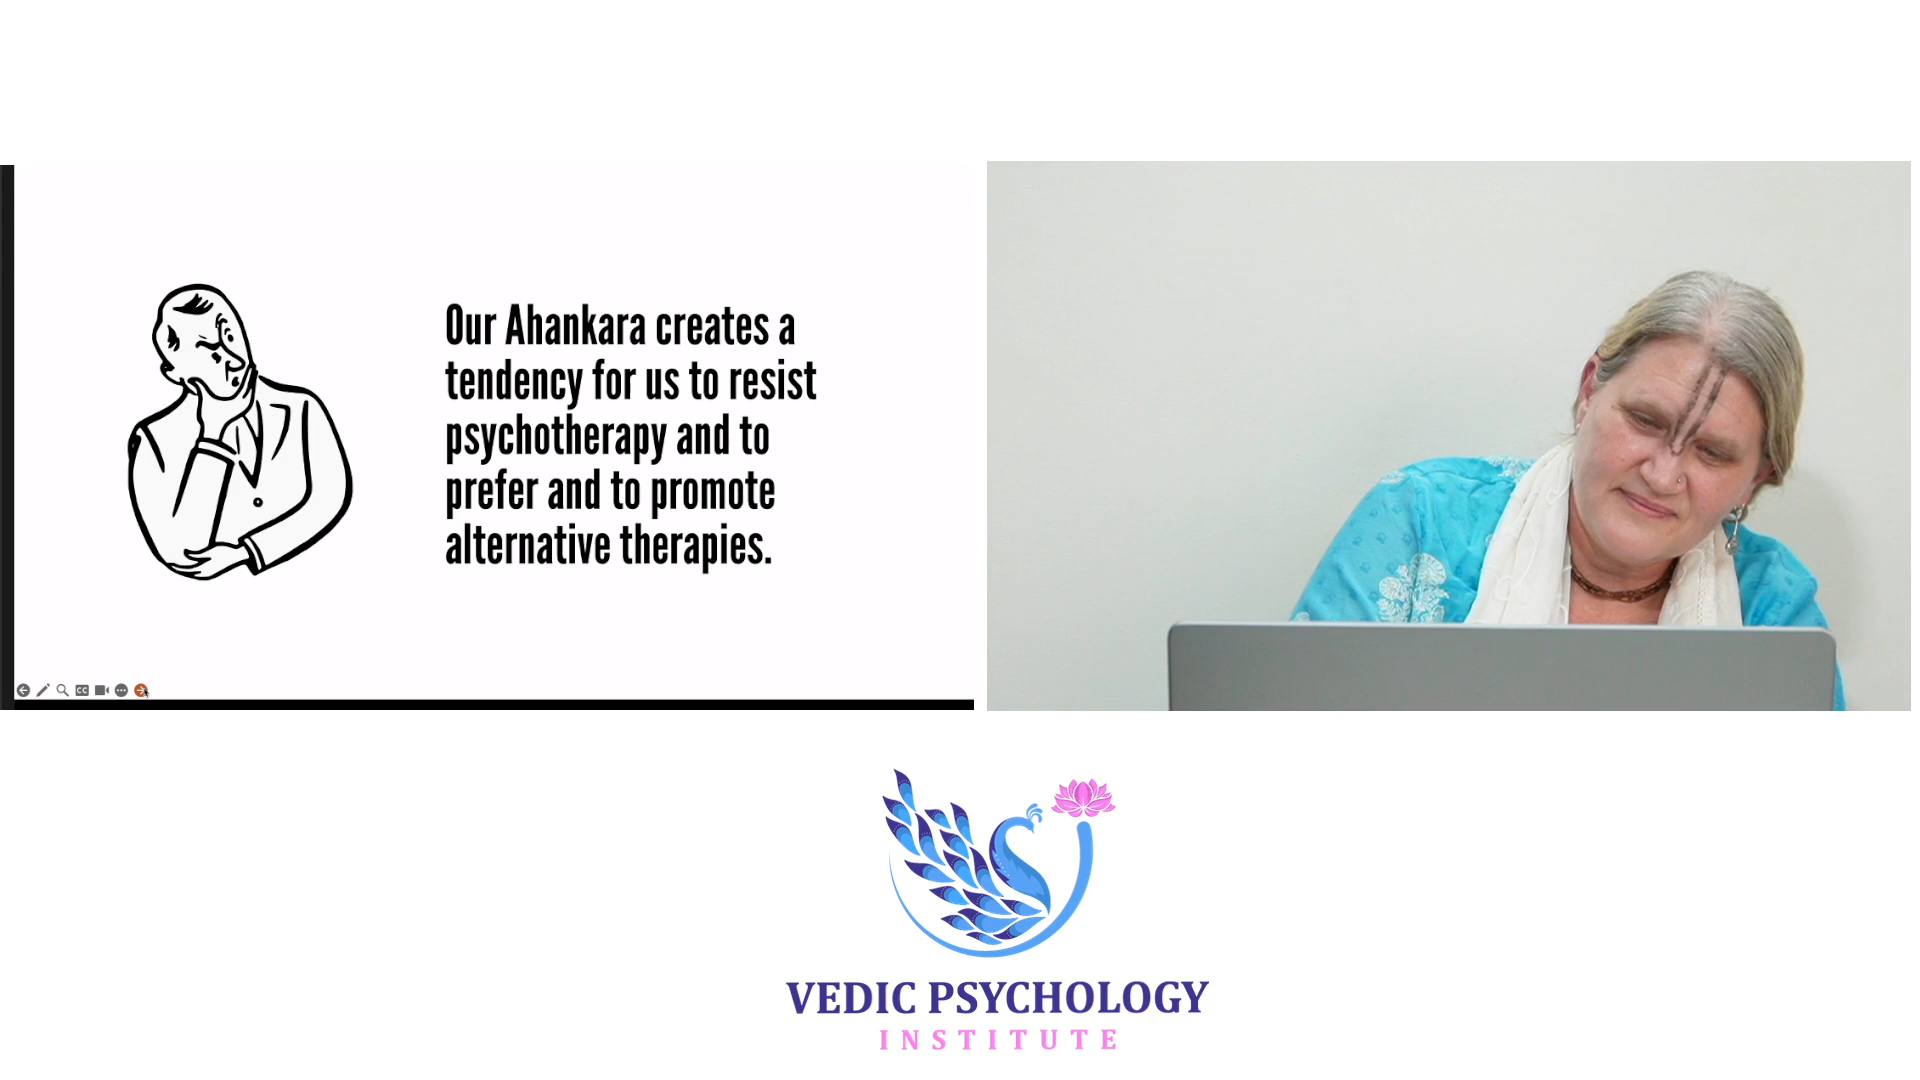 Our Ahankara creates a
tendency for us to resist
psychotherapy and to
prefer and to promote
alternative therapies.
CC
VEDIC PSYCHOLOGY
INSTITUTE